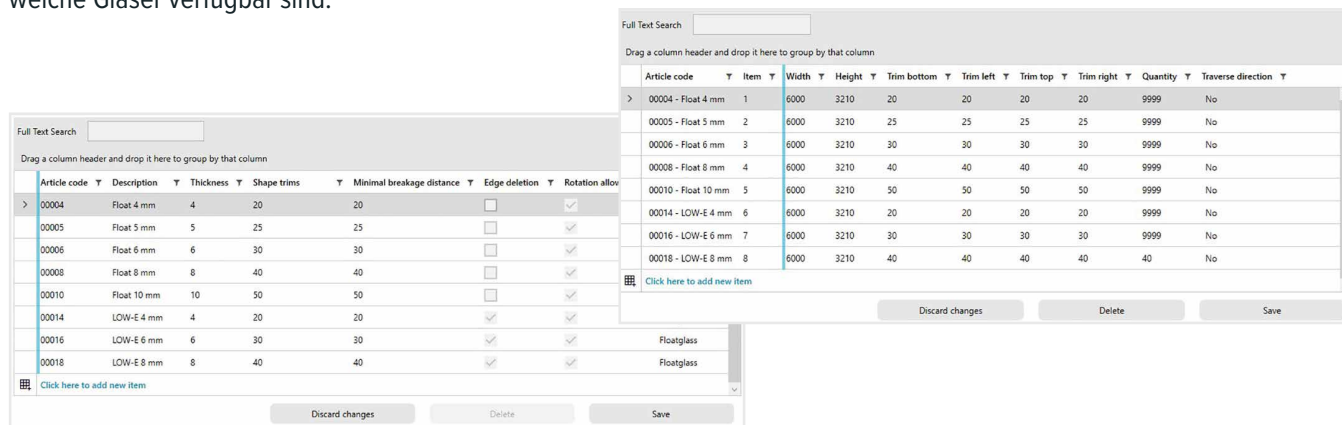 welche Gläser verfügbar sind.
Full Text Search
Drag a column header and drop it here to group by that column
Article code Item Width Height Trim bottom Trim left Trim top Trim right Quantity Traverse direction
> 00004 - Float 4 mm 1 6000 3210 20 20 20 20 9999 No
00005 - Float 5 mm 2 6000 3210 25 25 25 25 9999 No
00006 - Float 6 mm 3 6000 3210 30 30 30 30 9999 No
00008 - Float 8 mm 4 6000 3210 40 40 40 40 9999 No
00010 - Float 10 mm 5 6000 3210 50 50 50 50 9999 No
00014 - LOW-E 4 mm 6 6000 3210 20 20 20 20 9999 No
00016 - LOW-E 6 mm 7 6000 3210 30 30 30 30 9999 No
00018 - LOW-E 8 mm 8 6000 3210 40 40 40 40 40 No
Click here to add new item
Discard changes Delete Save
Full Text Search
Drag a column header and drop it here to group by that column
Article code Description Thickness Shape trims Minimal breakage distance Edge deletion Rotation allow
> 00004 Float 4 mm 4 20 20
00005 Float 5 mm 5 25 25
00006 Float 6 mm 6 30 30
00008 Float 8 mm 8 40 40
00010 Float 10 mm 10 50 50
00014 LOW-E 4 mm 4 20 20
00016 LOW-E 6 mm 6 30 30 Floatglass
00018 LOW-E 8 mm 8 40 40 Floatglass
Click here to add new item
Discard changes Delete Save